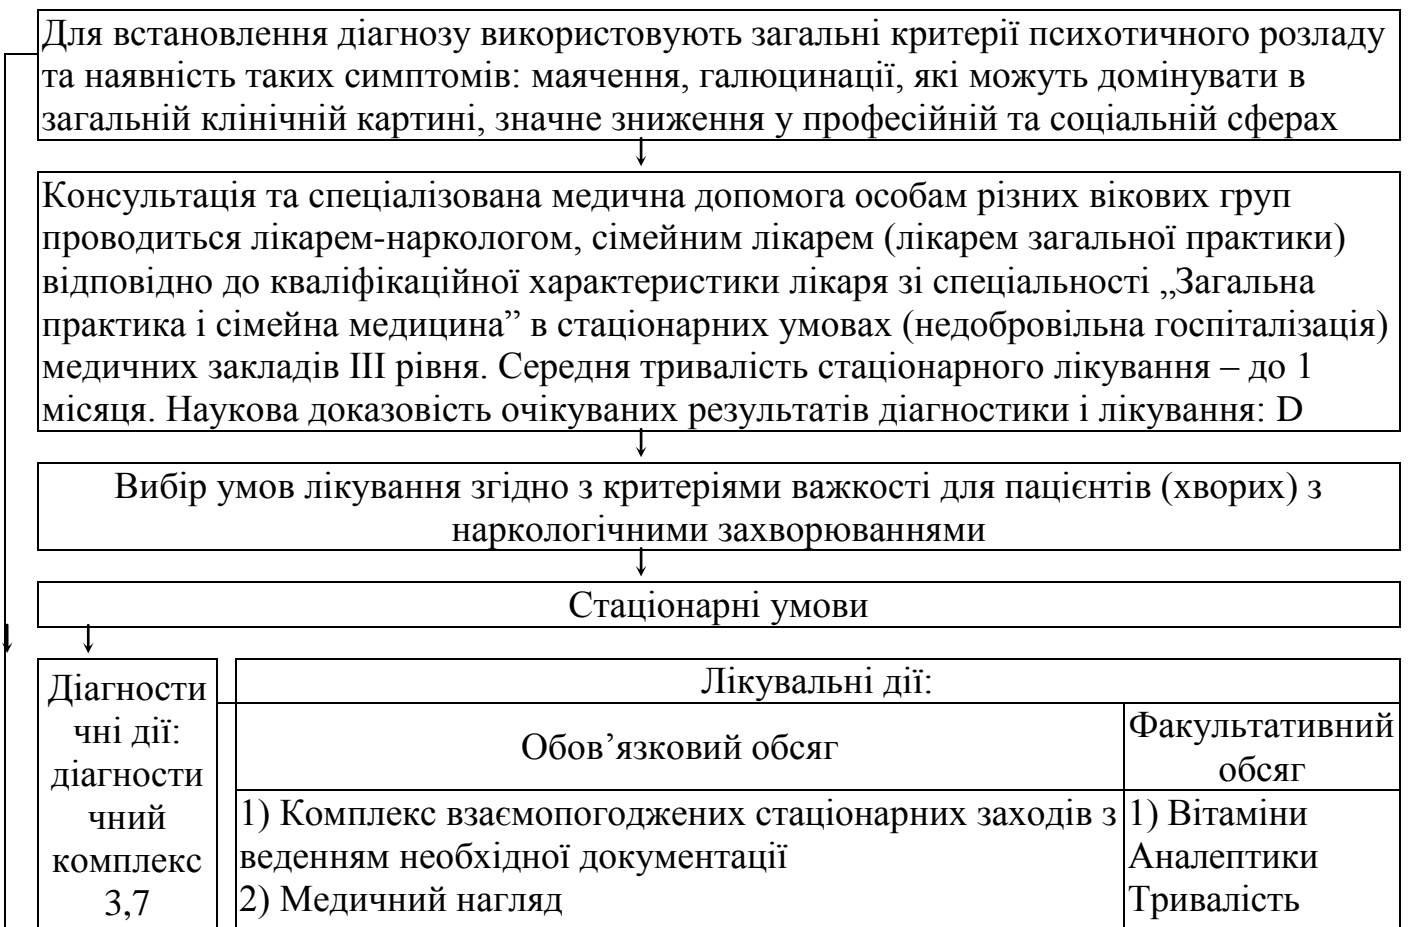 Для встановлення діагнозу використовують загальні критерії психотичного розладу
та наявність таких симптомів: маячення, галюцинації, які можуть домінувати в
загальній клінічній картині, значне зниження у професійній та соціальній сферах
Консультація та спеціалізована медична допомога особам різних вікових груп
проводиться лікарем-наркологом, сімейним лікарем (лікарем загальної практики)
відповідно до кваліфікаційної характеристики лікаря зі спеціальності „Загальна
практика і сімейна медицина” в стаціонарних умовах (недобровільна госпіталізація)
медичних закладів III рівня. Середня тривалість стаціонарного лікування – до 1
місяця. Наукова доказовість очікуваних результатів діагностики і лікування: D
Вибір умов лікування згідно з критеріями важкості для пацієнтів (хворих) з
наркологічними захворюваннями
Стаціонарні умови
Діагности
чні дії:
діагности
чний
комплекс
3,7
Лікувальні дії:
Обов’язковий обсяг
Факультативний
обсяг
1) Комплекс взаємопогоджених стаціонарних заходів з
веденням необхідної документації
2) Медичний нагляд
1) Вітаміни
Аналептики
Тривалість